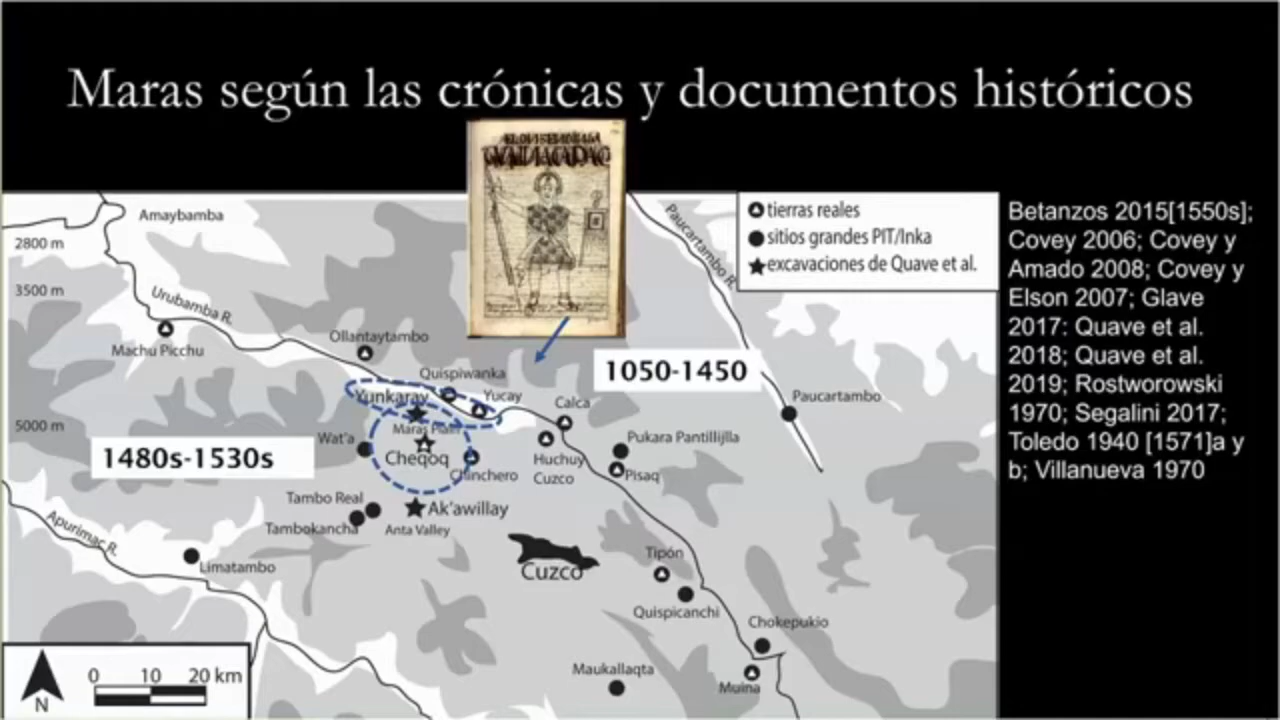 Maras según las crónicas y documentos históricos
GUAINACAPAC
Amaybamba
2800 m
3500 m
5000 m
Urubamba R.
Machu Picchu
Ollantaytambo
Quispiwanka
Yunkaray
Yucay
Calca
Maras Plain
Wat'a
Cheqoq
Chinchero
Huchuy
Cuzco
Pukara Pantillijlla
Pisaq
Paucartambo R.
Paucartambo
1050-1450
1480s-1530s
Tambo Real
Tambokancha
Ak'awillay
Anta Valley
Apurimac R.
Limatambo
Cuzco
Tipón
Quispicanchi
Chokepukio
Maukallaqta
Muina
N
0 10 20 km
tierras reales
sitios grandes PIT/Inka
excavaciones de Quave et al.
Betanzos 2015[1550s];
Covey 2006; Covey y
Amado 2008; Covey y
Elson 2007; Glave
2017; Quave et al.
2018; Quave et al.
2019; Rostworowski
1970; Segalini 2017;
Toledo 1940 [1571]a y
b; Villanueva 1970